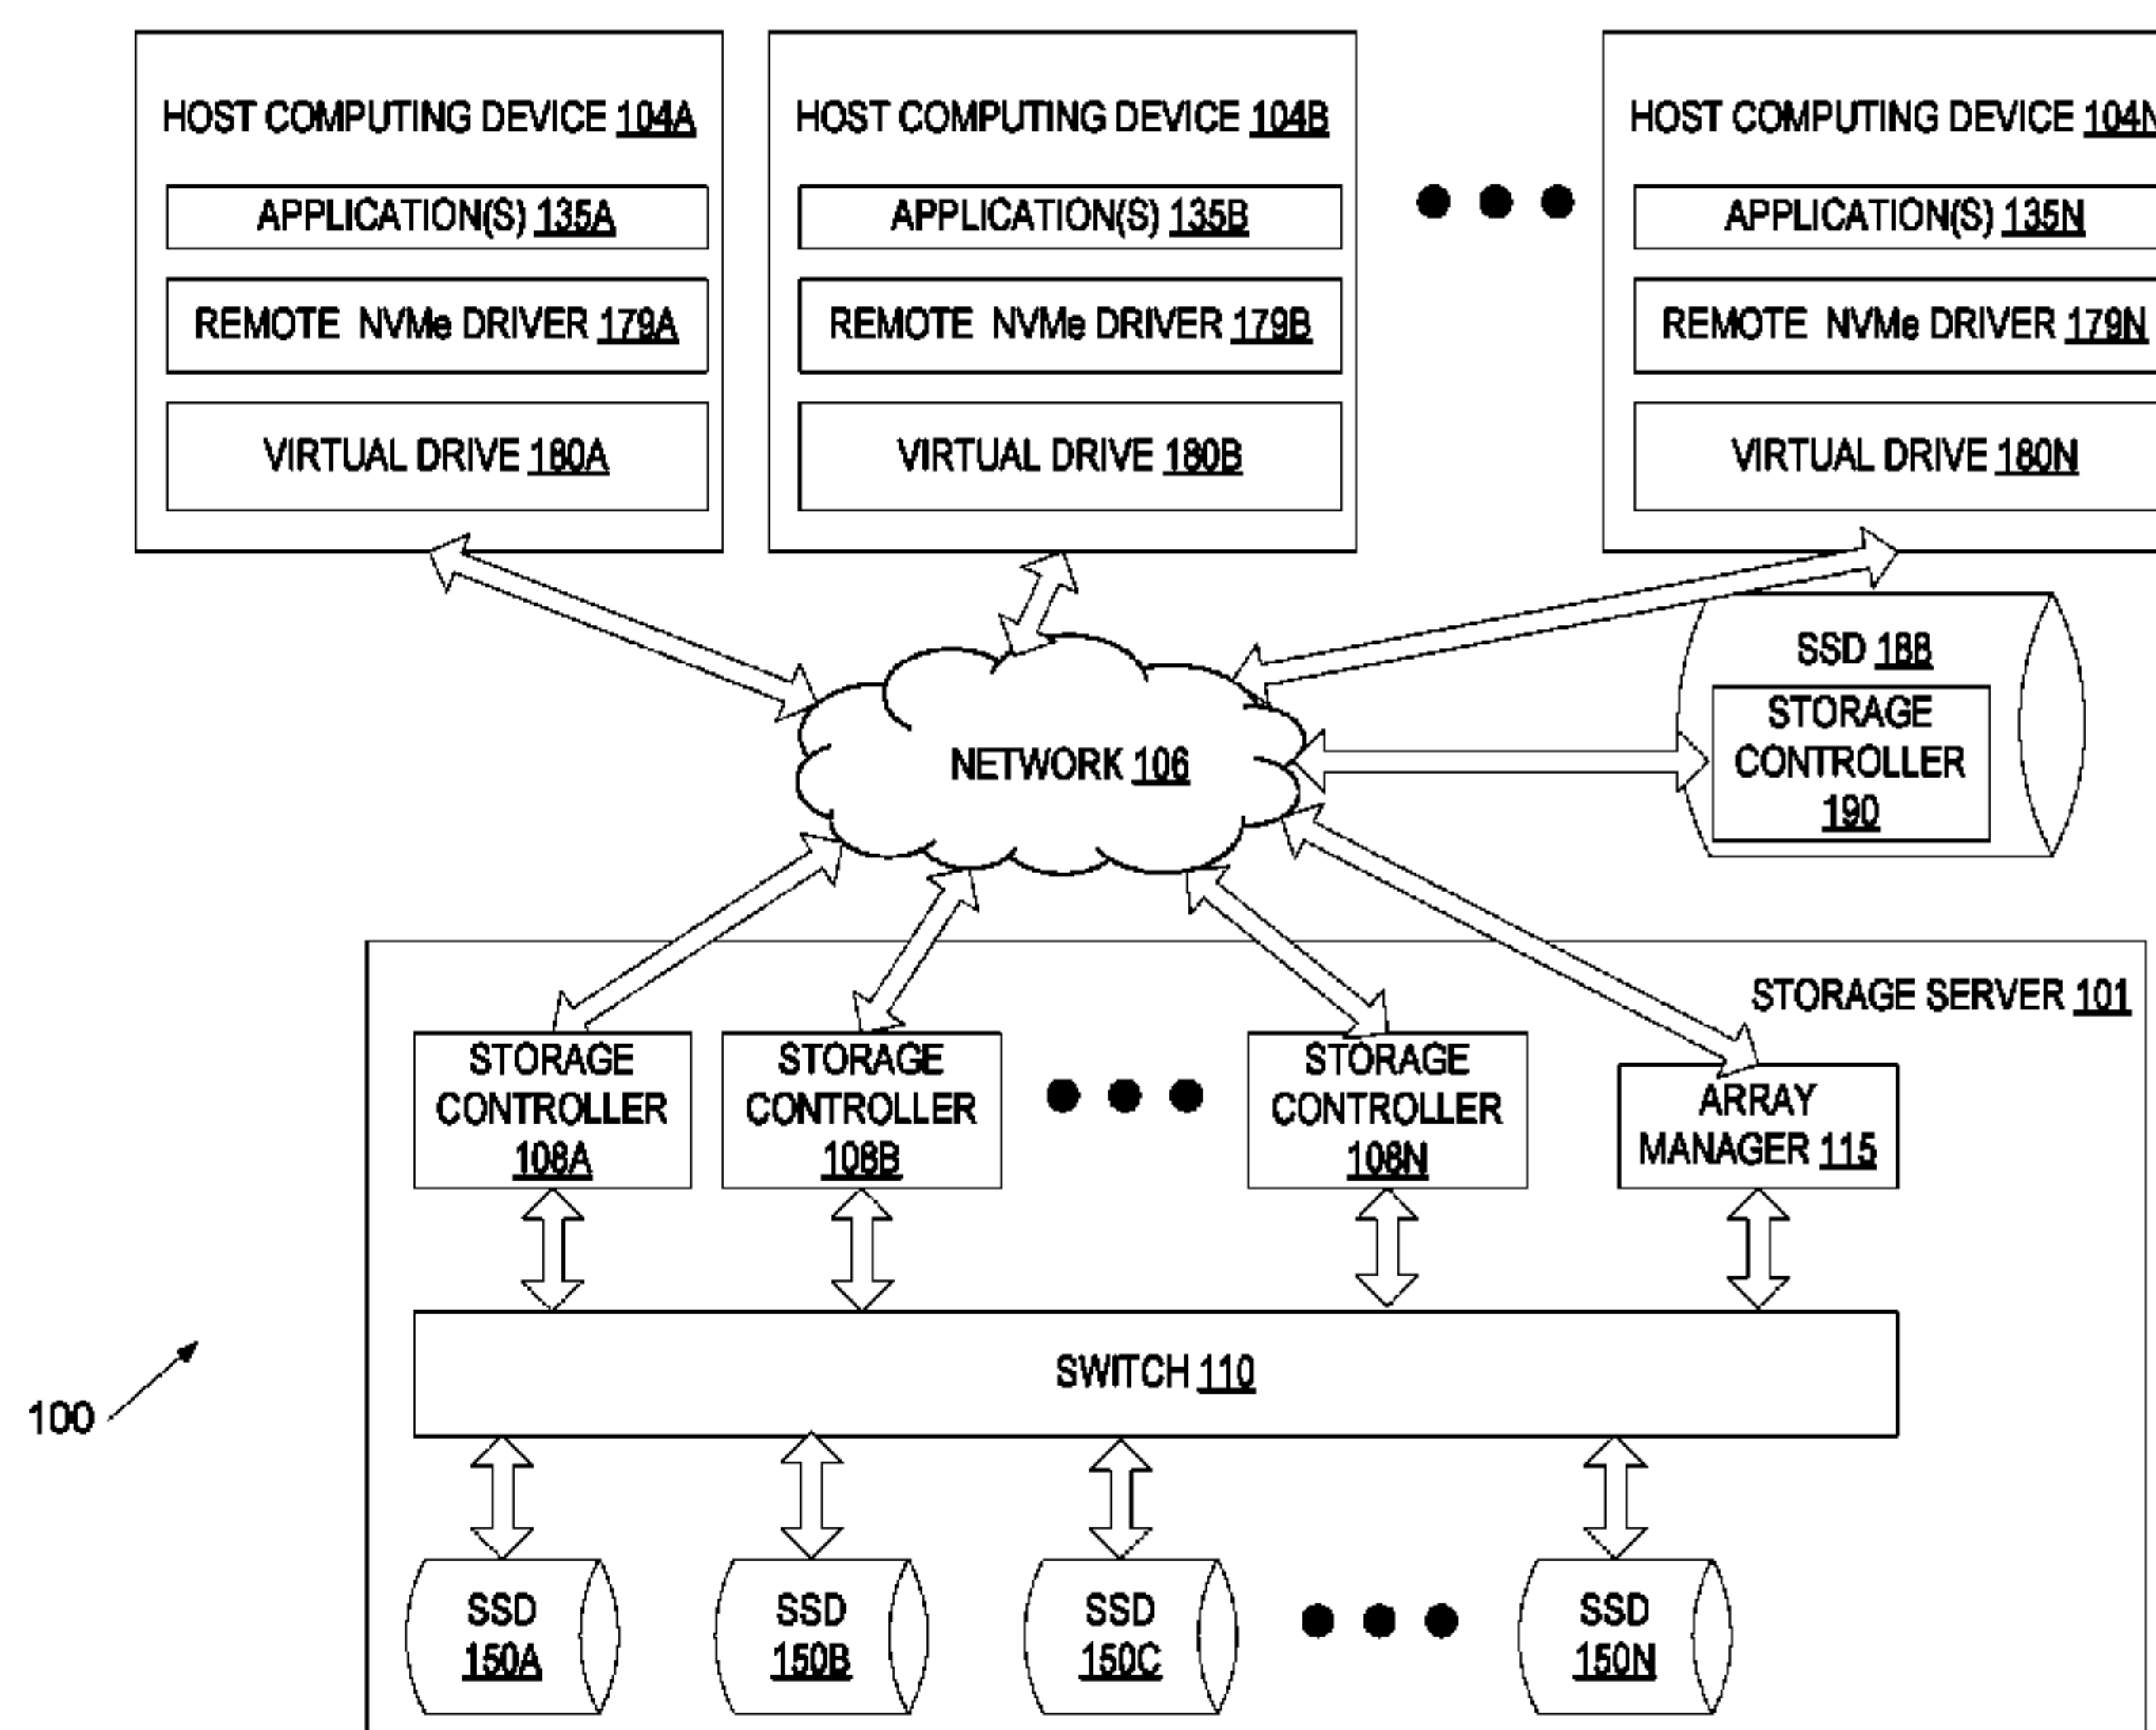 HOST COMPUTING DEVICE 104A
APPLICATION(S) 135A
REMOTE NVMe DRIVER 179A
VIRTUAL DRIVE 180A
HOST COMPUTING DEVICE 104B
APPLICATION(S) 135B
REMOTE NVMe DRIVER 179B
VIRTUAL DRIVE 180B
HOST COMPUTING DEVICE 104N
APPLICATION(S) 135N
REMOTE NVMe DRIVER 179N
VIRTUAL DRIVE 180N
SSD 188
STORAGE
CONTROLLER
190
NETWORK 106
STORAGE SERVER 101
STORAGE
CONTROLLER
108A
STORAGE
CONTROLLER
108B
STORAGE
CONTROLLER
108N
ARRAY
MANAGER 115
SWITCH 110
100
SSD
150A
SSD
150B
SSD
150C
SSD
150N